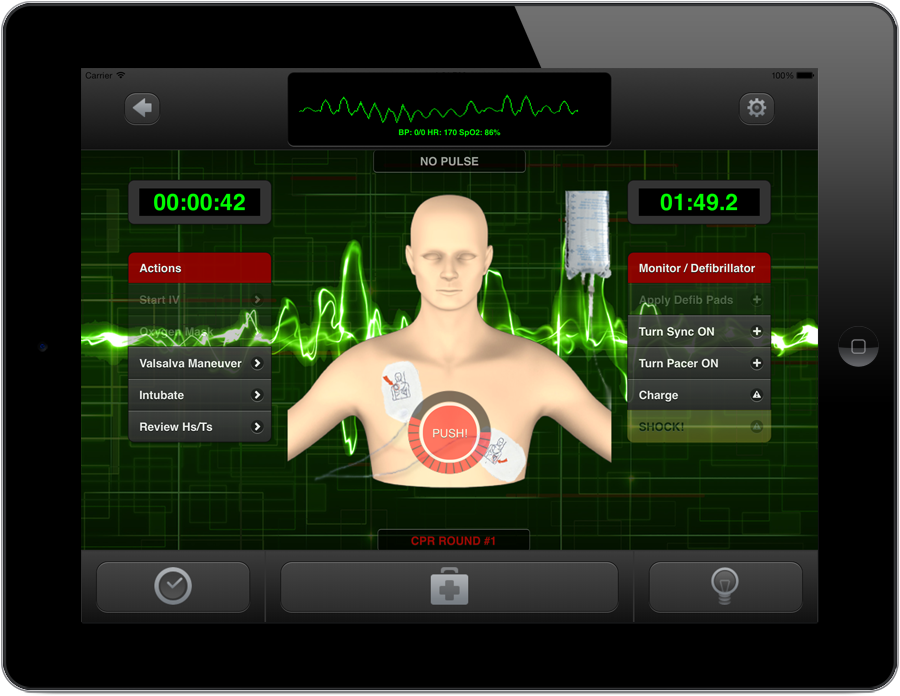 Carrier
100%
BP: 0/0 HR: 170 SpO2: 86%
NO PULSE
00:00:42
01:49.2
Actions
Start IV
Oxygen Mask
Valsalva Maneuver
Intubate
Review Hs/Ts
Monitor / Defibrillator
Apply Defib Pads
Turn Sync ON
Turn Pacer ON
Charge
SHOCK!
PUSH!
CPR ROUND #1